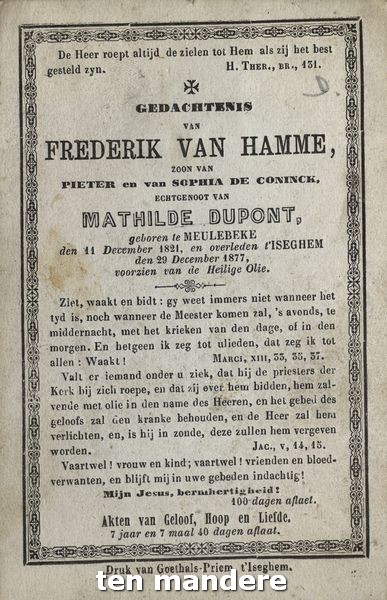 De Heer roept altijd de zielen tot Hem als zij het best
gesteld zyn. H. THER., BR., 131.
GEDACHTENIS
VAN
FREDERIK VAN HAMME,
ZOON VAN
PIETER en van SOPHIA DE CONINCK,
ECHTGENOOT VAN
MATHILDE DUPONT,
geboren te MEULEBEKE
den 11 December 1821, en overleden t'ISEGHEM
den 29 December 1877,
voorzien van de Heilige Olie.
Ziet, waakt en bidt : gy weet immers niet wanneer het
tyd is, noch wanneer de Meester komen zal, 's avonds, te
middernacht, met het krieken van den dage, of in den
morgen. En hetgeen ik zeg tot ulieden, dat zeg ik tot
allen : Waakt ! MARCI, XIII, 33, 35, 37.
Valt er iemand onder u ziek, dat hij de priesters der
Kerk bij zich roepe, en dat zij over hem bidden, hem zal-
vende met olie in den name des Heeren, en het gebed des
geloofs zal den kranke behouden, en de Heer zal hem
verlichten, en, is hij in zonde, deze zullen hem vergeven
worden. JAC., V, 14, 15.
Vaartwel ! vrouw en kind; vaartwel ! vrienden en bloed-
verwanten, en blijft mij in uwe gebeden indachtig !
Mijn Jesus, bermhertigheid!
100 dagen aflaet.
Akten van Geloof, Hoop en Liefde.
7 jaar en 7 maal 40 dagen aflaat.
Druk van Goethals-Priem t'Iseghem.
ten mandere